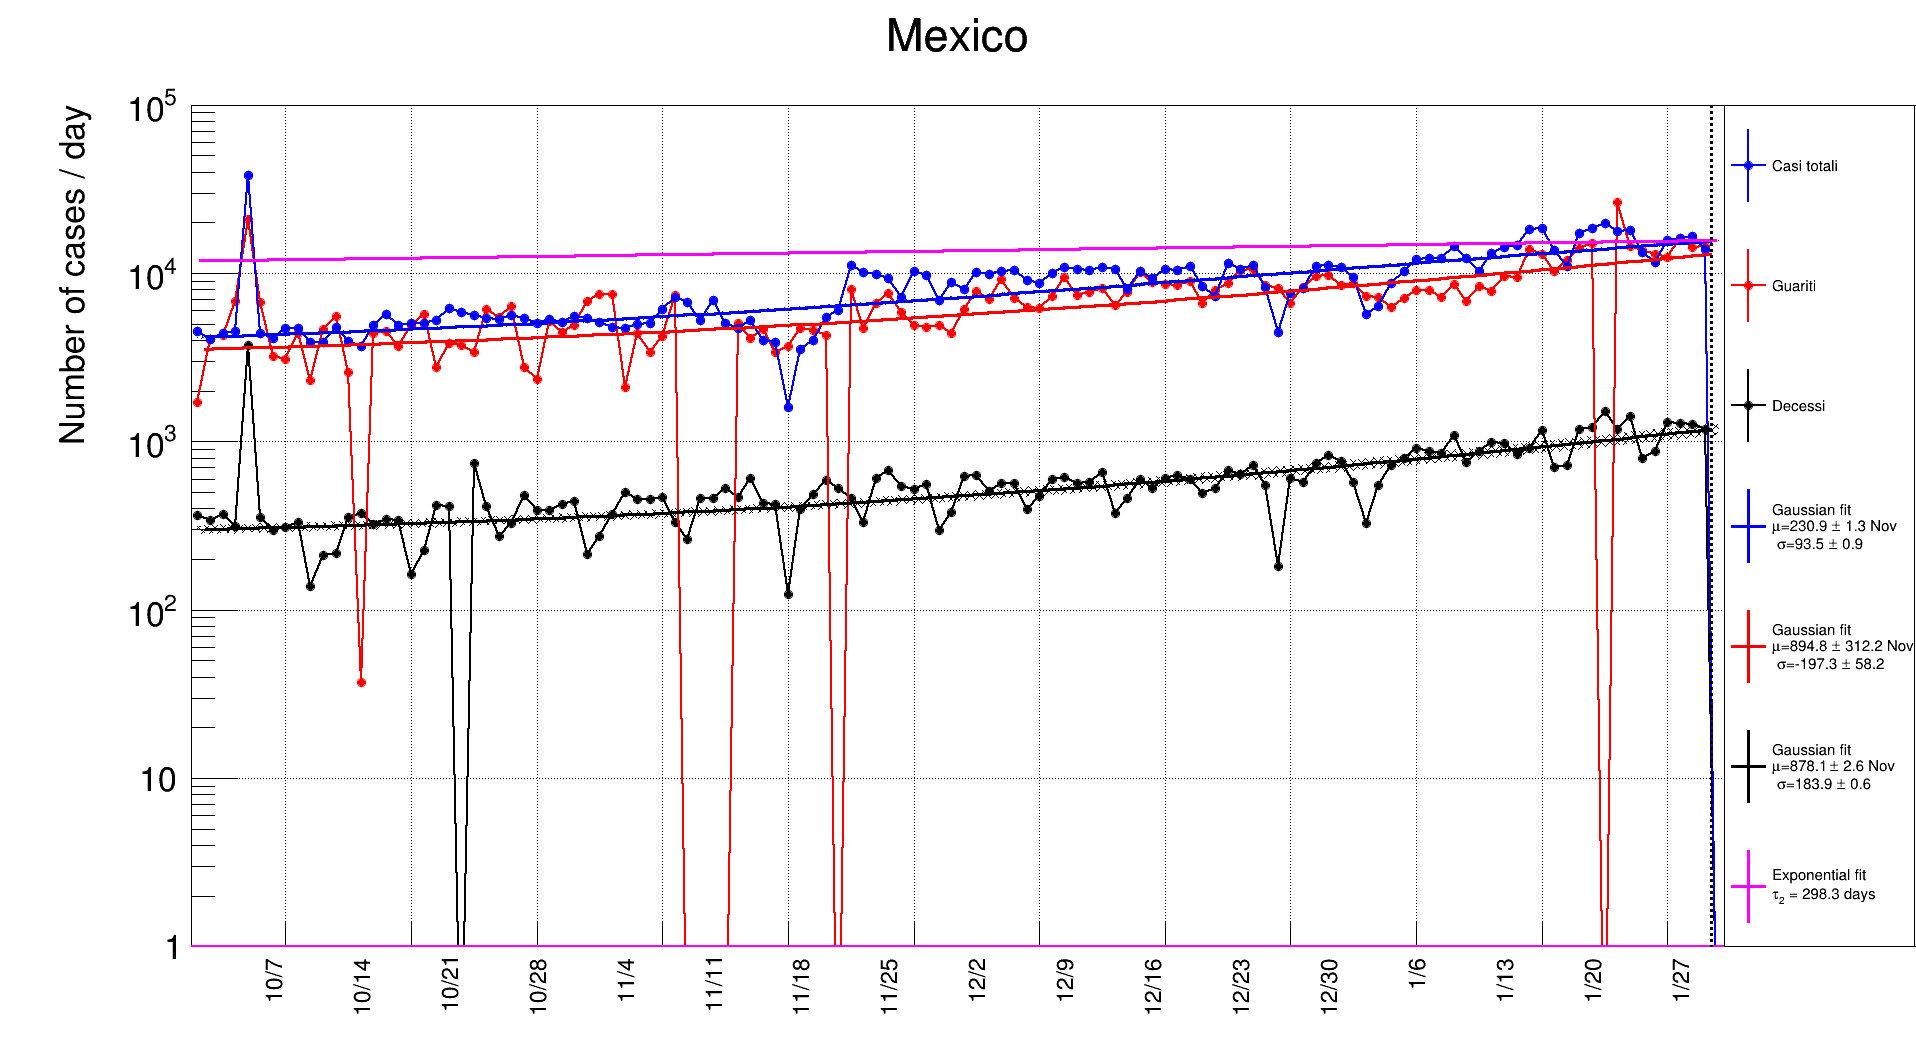 Mexico
Number of cases / day
10^5
10^4
10^3
10^2
10
1
10/7
10/14
10/21
10/28
11/4
11/11
11/18
11/25
12/2
12/9
12/16
12/23
12/30
1/6
1/13
1/20
1/27
Casi totali
Guariti
Decessi
Gaussian fit
μ=230.9 ± 1.3 Nov
σ=93.5 ± 0.9
Gaussian fit
μ=894.8 ± 312.2 Nov
σ=-197.3 ± 58.2
Gaussian fit
μ=878.1 ± 2.6 Nov
σ=183.9 ± 0.6
Exponential fit
τ₂ = 298.3 days